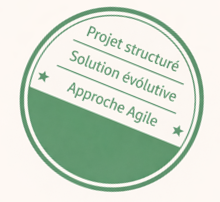 Projet structuré
Solution évolutive
Approche Agile